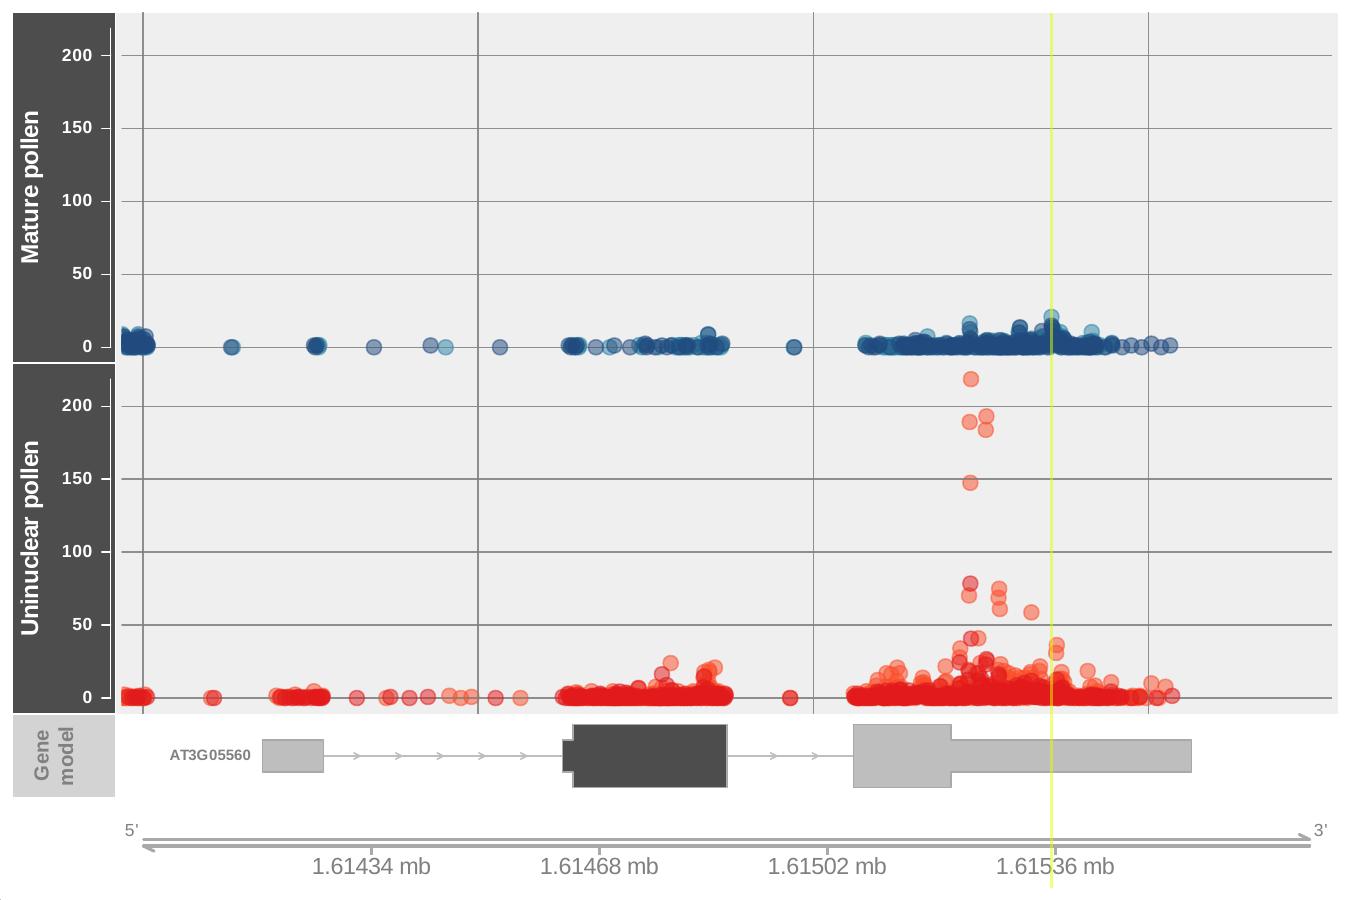 Mature pollen
200
150
100
50
0
Uninuclear pollen
200
150
100
50
0
Gene
model
AT3G05560
5'
3'
1.61434 mb
1.61468 mb
1.61502 mb
1.61536 mb